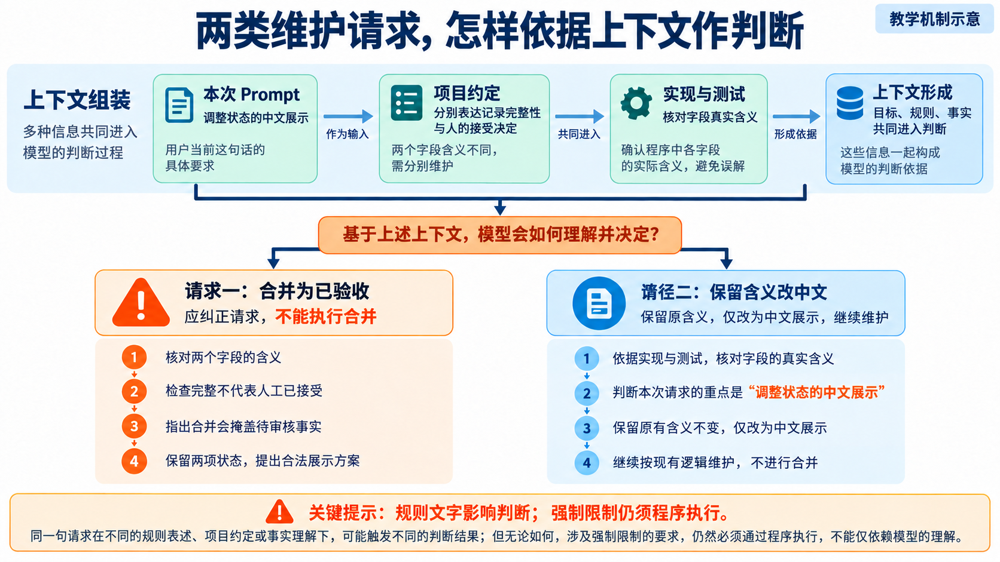 两类维护请求，怎样依据上下文作判断
教学机制示意
上下文组装
多种信息共同进入
模型的判断过程
本次 Prompt
调整状态的中文展示
用户当前这句话的
具体要求
作为输入
项目约定
分别表达记录完整性
与人的接受决定
两个字段含义不同，
需分别维护
共同进入
实现与测试
核对字段真实含义
确认程序中各字段
的实际含义，避免误解
形成依据
上下文形成
目标、规则、事实
共同进入判断
这些信息一起构成
模型的判断依据
基于上述上下文，模型会如何理解并决定？
请求一：合并为已验收
应纠正请求，不能执行合并
1 核对两个字段的含义
2 检查完整不代表人工已接受
3 指出合并会掩盖待审核事实
4 保留两项状态，提出合法展示方案
径二：保留含义改中文
保留原含义，仅改为中文展示，继续维护
1 依据实现与测试，核对字段的真实含义
2 判断本次请求的重点是“调整状态的中文展示”
3 保留原有含义不变，仅改为中文展示
4 继续按现有逻辑维护，不进行合并
关键提示：规则文字影响判断；强制限制仍须程序执行。
同一句请求在不同的规则表述、项目约定或事实理解下，可能触发不同的判断结果；但无论如何，涉及强制限制的要求，仍然必须通过程序执行，不能仅依赖模型的理解。